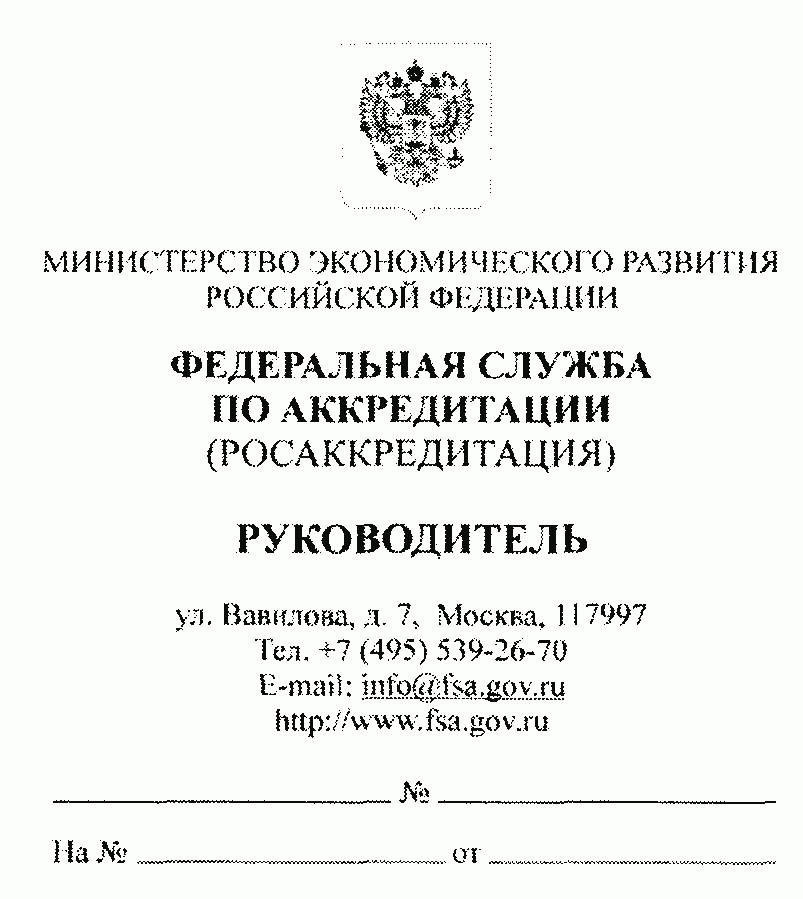 МИНИСТЕРСТВО ЭКОНОМИЧЕСКОГО РАЗВИТИЯ
РОССИЙСКОЙ ФЕДЕРАЦИИ
ФЕДЕРАЛЬНАЯ СЛУЖБА
ПО АККРЕДИТАЦИИ
(РОСАККРЕДИТАЦИЯ)
РУКОВОДИТЕЛЬ
ул. Вавилова, д. 7, Москва, 117997
Тел. +7 (495) 539-26-70
E-mail: info@fsa.gov.ru
http://www.fsa.gov.ru
№
На № от